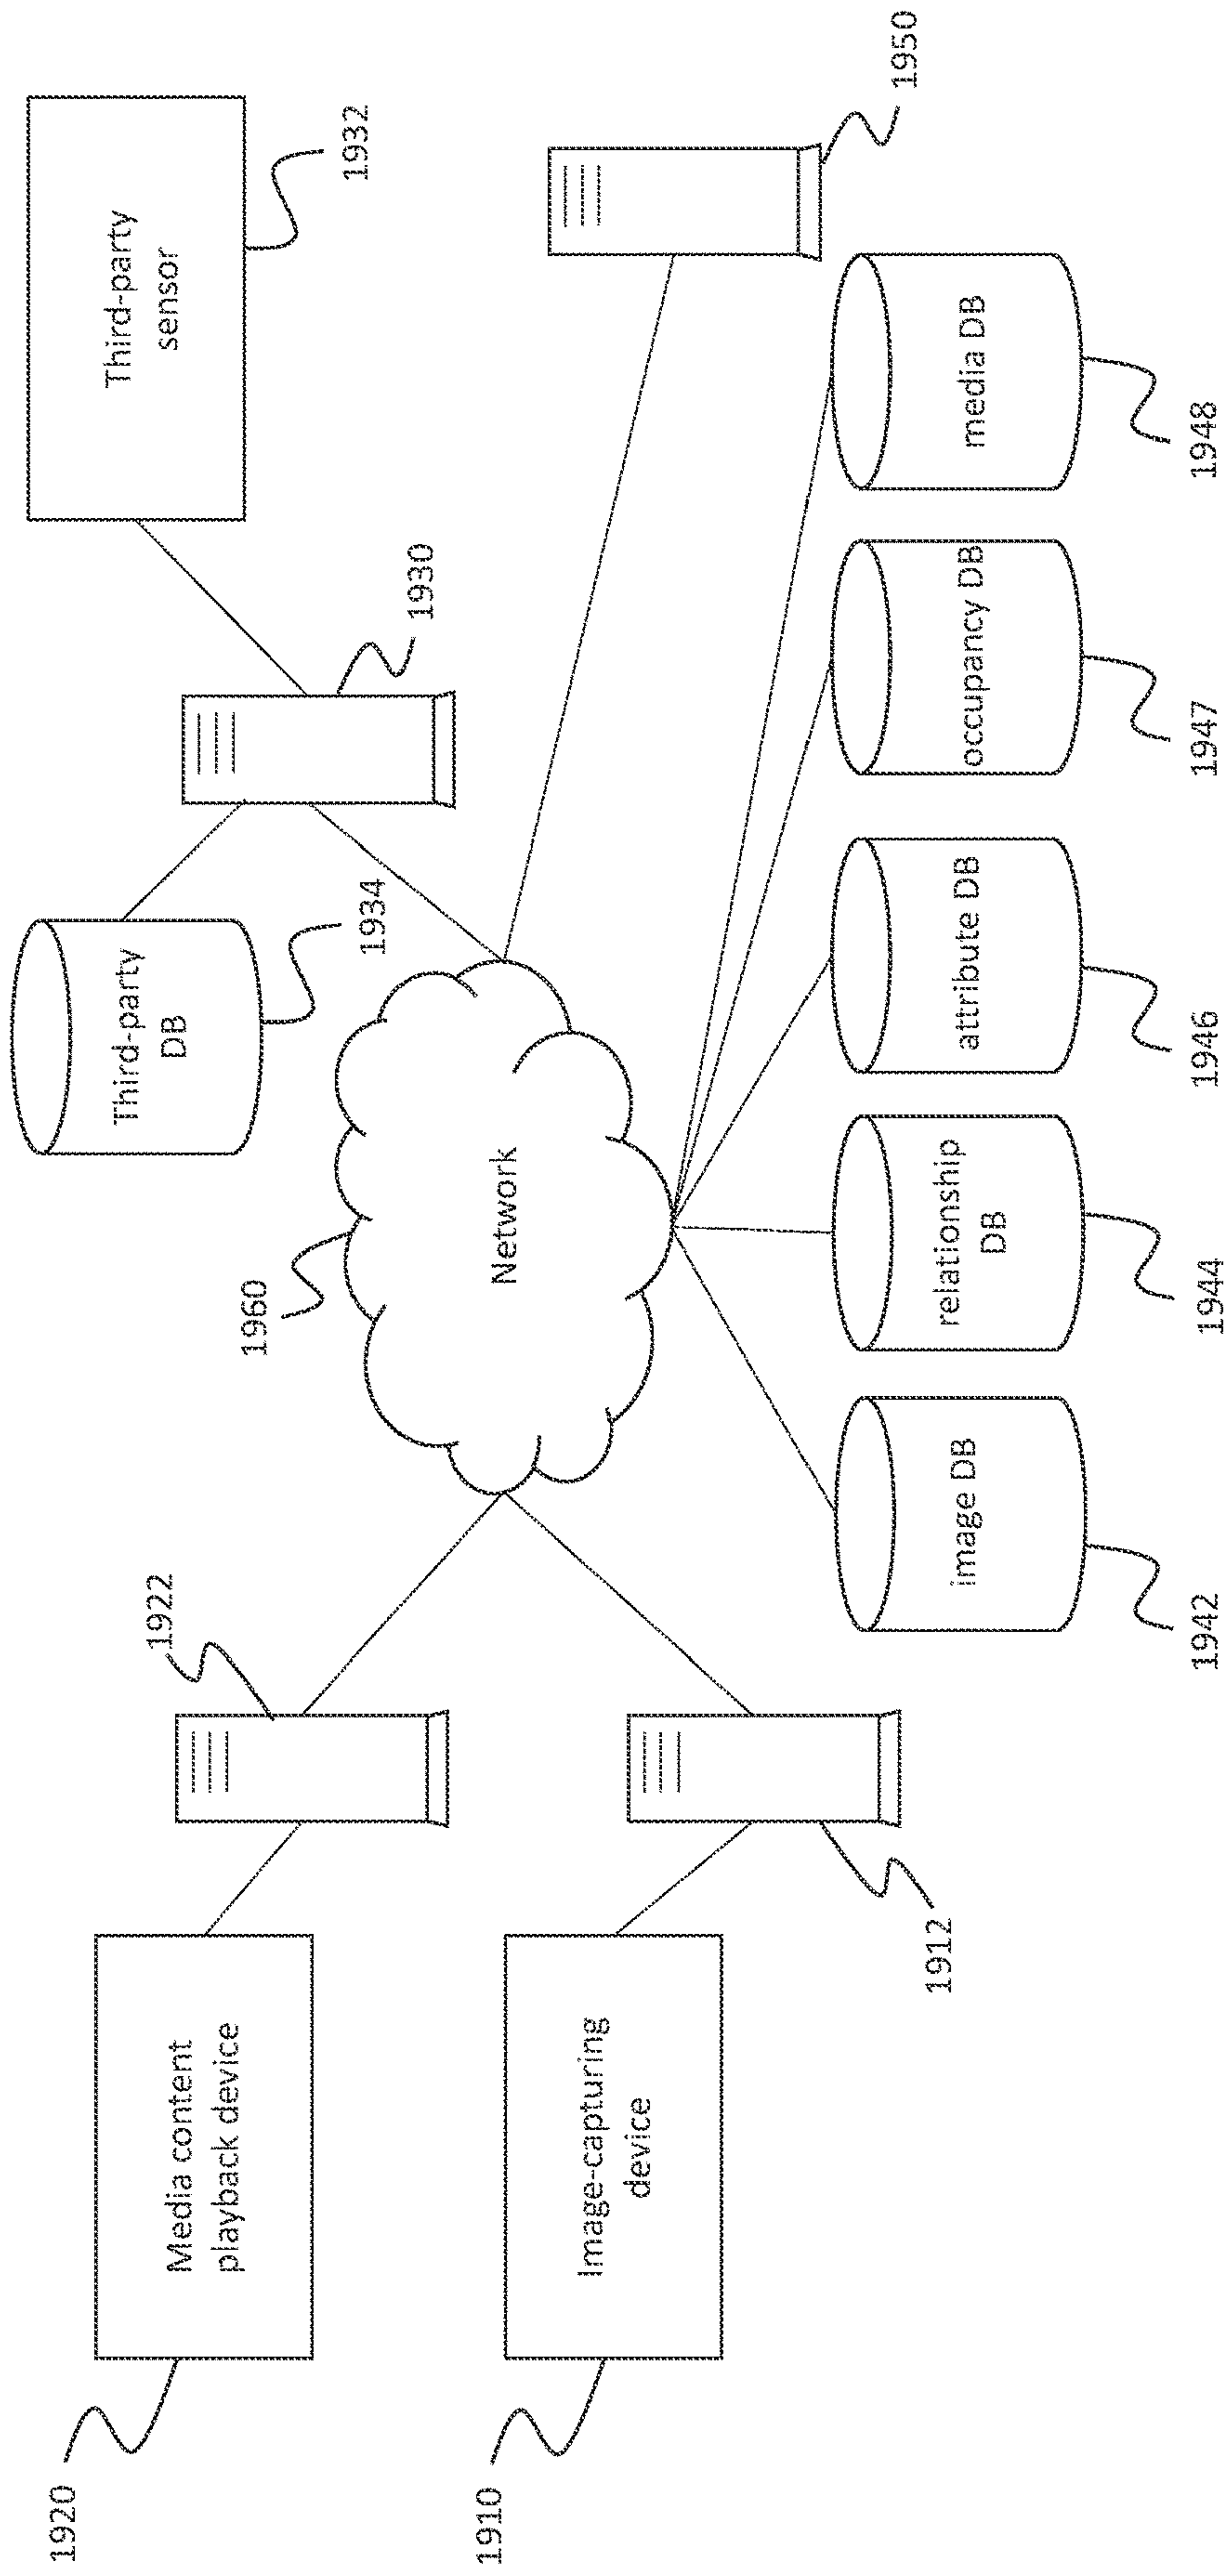 1920
Media content
playback device
1922
1910
Image-capturing
device
1912
1960
Network
Third-party
DB
1934
1930
Third-party
sensor
1932
1950
image DB
1942
relationship
DB
1944
attribute DB
1946
occupancy DB
1947
media DB
1948